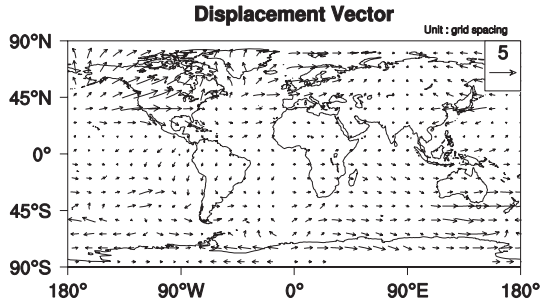 Displacement Vector
Unit : grid spacing
5
90°N
45°N
0°
45°S
90°S
180°
90°W
0°
90°E
180°